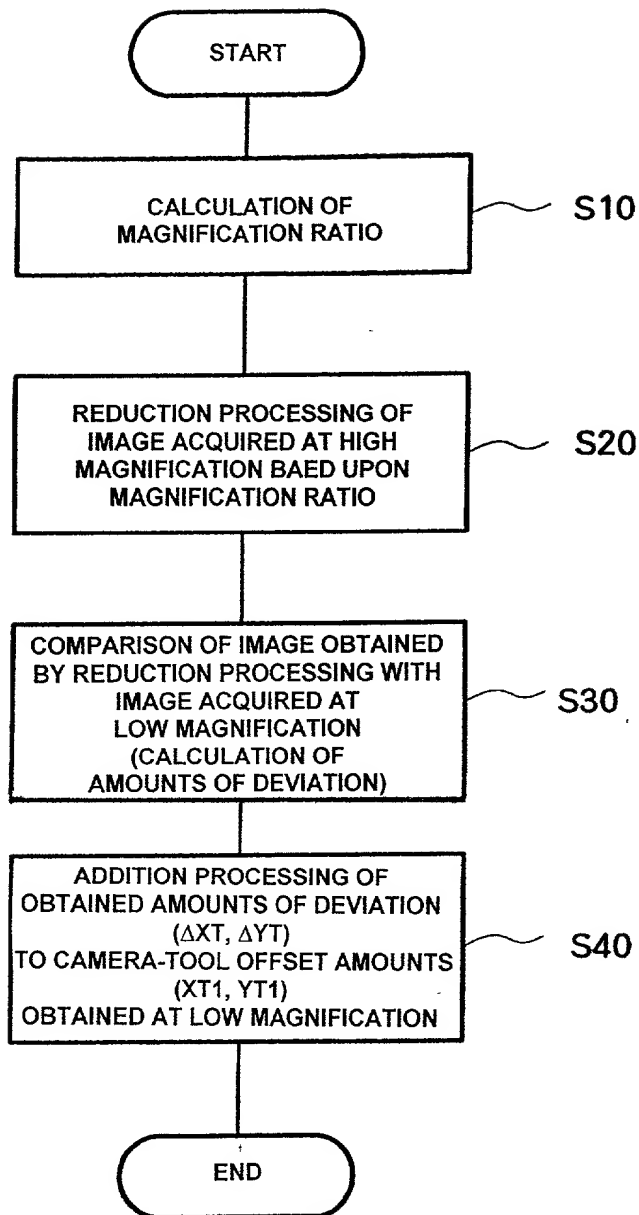 START
CALCULATION OF
MAGNIFICATION RATIO
S10
REDUCTION PROCESSING OF
IMAGE ACQUIRED AT HIGH
MAGNIFICATION BAED UPON
MAGNIFICATION RATIO
S20
COMPARISON OF IMAGE OBTAINED
BY REDUCTION PROCESSING WITH
IMAGE ACQUIRED AT
LOW MAGNIFICATION
(CALCULATION OF
AMOUNTS OF DEVIATION)
S30
ADDITION PROCESSING OF
OBTAINED AMOUNTS OF DEVIATION
(ΔXT, ΔYT)
TO CAMERA-TOOL OFFSET AMOUNTS
(XT1, YT1)
OBTAINED AT LOW MAGNIFICATION
S40
END